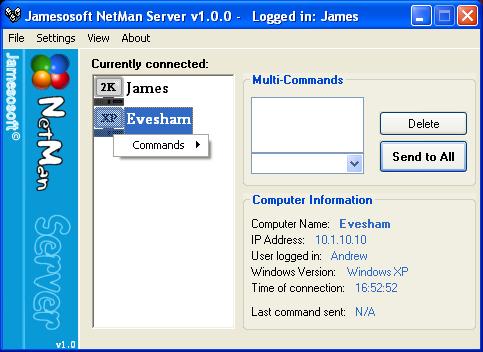 Jamesosoft NetMan Server v1.0.0 - Logged in: James
File Settings View About
Jamesosoft©
NetMan
Server
v1.0
Currently connected:
2K James
XP Evesham
Commands
Multi-Commands
Delete
Send to All
Computer Information
Computer Name: Evesham
IP Address: 10.1.10.10
User logged in: Andrew
Windows Version: Windows XP
Time of connection: 16:52:52
Last command sent: N/A